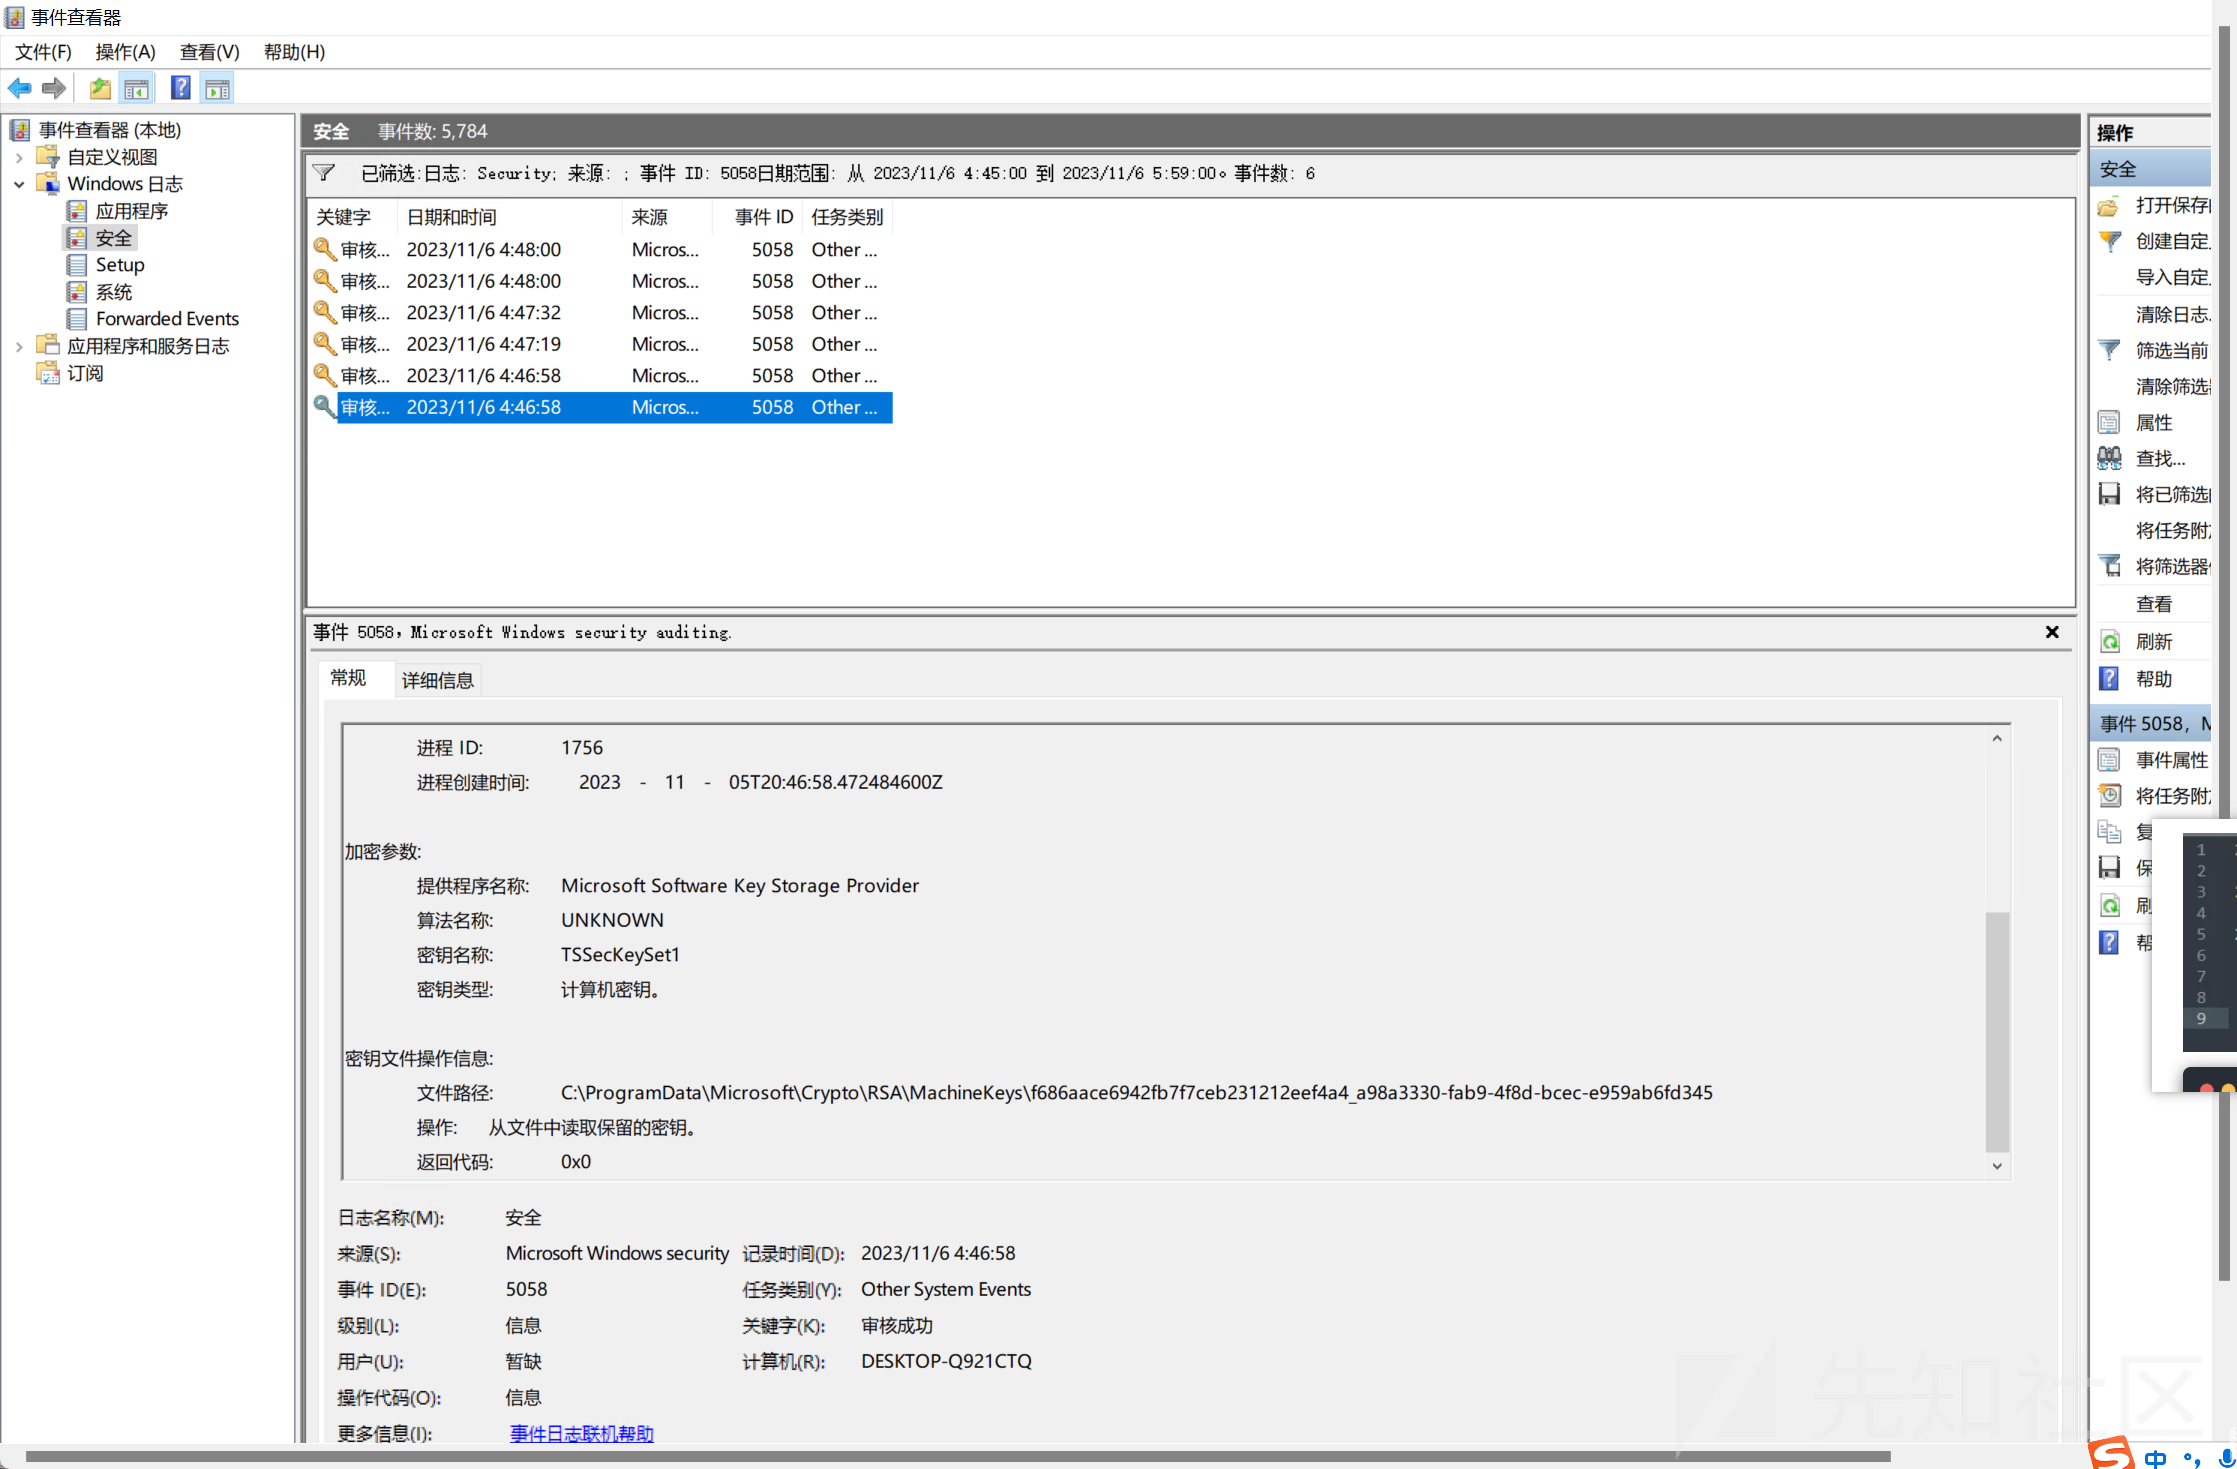 事件查看器
文件(F) 操作(A) 查看(V) 帮助(H)
事件查看器 (本地)
自定义视图
Windows 日志
应用程序
安全
Setup
系统
Forwarded Events
应用程序和服务日志
订阅
安全 事件数: 5,784
已筛选:日志: Security; 来源: ; 事件 ID: 5058日期范围: 从 2023/11/6 4:45:00 到 2023/11/6 5:59:00。事件数: 6
关键字 日期和时间 来源 事件 ID 任务类别
审核... 2023/11/6 4:48:00 Micros... 5058 Other ...
审核... 2023/11/6 4:48:00 Micros... 5058 Other ...
审核... 2023/11/6 4:47:32 Micros... 5058 Other ...
审核... 2023/11/6 4:47:19 Micros... 5058 Other ...
审核... 2023/11/6 4:46:58 Micros... 5058 Other ...
审核... 2023/11/6 4:46:58 Micros... 5058 Other ...
事件 5058，Microsoft Windows security auditing.
常规 详细信息
进程 ID: 1756
进程创建时间: 2023 - 11 - 05T20:46:58.472484600Z
加密参数:
提供程序名称: Microsoft Software Key Storage Provider
算法名称: UNKNOWN
密钥名称: TSSecKeySet1
密钥类型: 计算机密钥。
密钥文件操作信息:
文件路径: C:\ProgramData\Microsoft\Crypto\RSA\MachineKeys\f686aace6942fb7f7ceb231212eef4a4_a98a3330-fab9-4f8d-bcec-e959ab6fd345
操作: 从文件中读取保留的密钥。
返回代码: 0x0
日志名称(M): 安全
来源(S): Microsoft Windows security 记录时间(D): 2023/11/6 4:46:58
事件 ID(E): 5058 任务类别(Y): Other System Events
级别(L): 信息 关键字(K): 审核成功
用户(U): 暂缺 计算机(R): DESKTOP-Q921CTQ
操作代码(O): 信息
更多信息(I): 事件日志联机帮助
操作
安全
打开保存
创建自定
导入自定
清除日志.
筛选当前
清除筛选
属性
查找...
将已筛选
将任务附
将筛选器
查看
刷新
帮助
事件 5058，M
事件属性
将任务附
复
保
刷
帮
1
2
3
4
5
6
7
8
9
先知社区
中